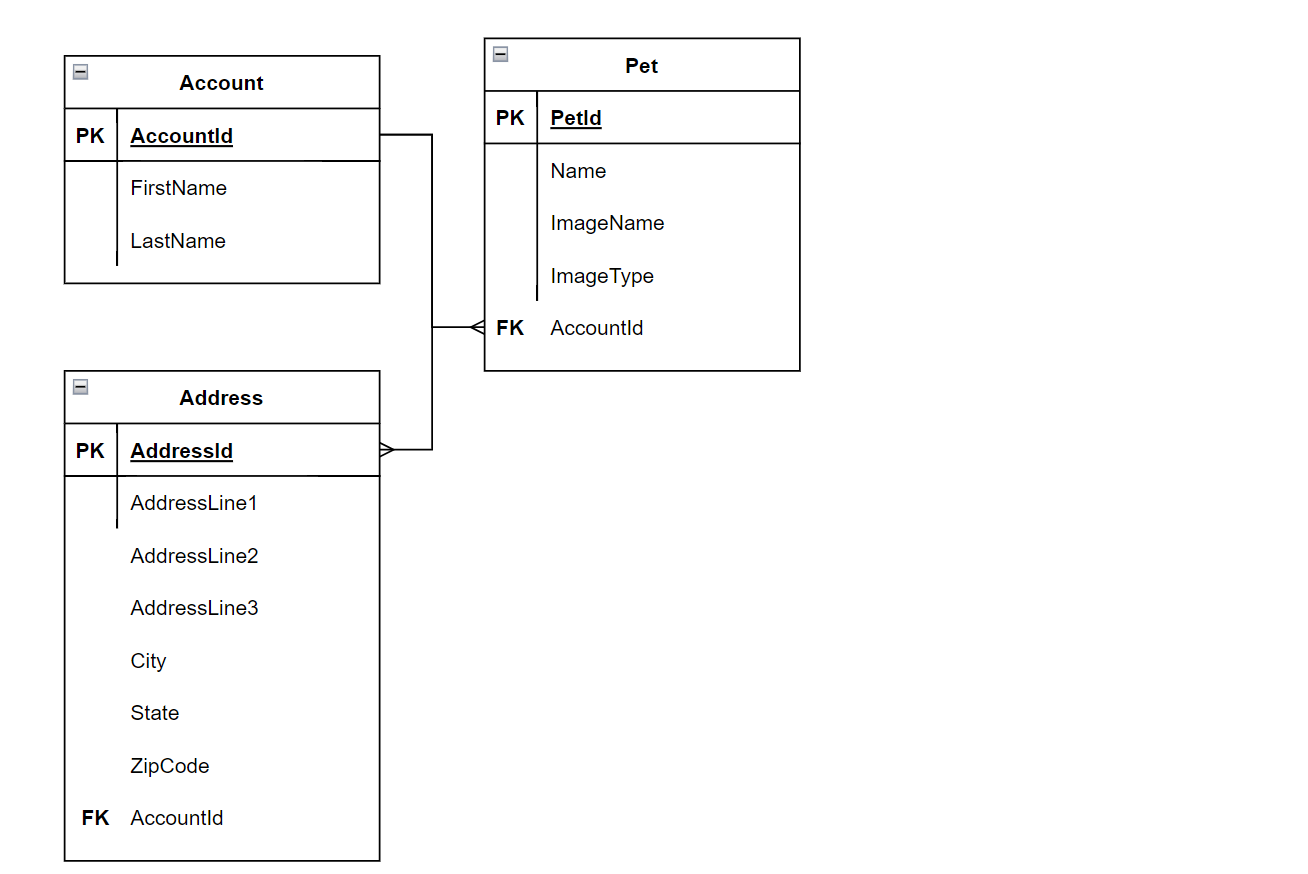 Account
PK AccountId
FirstName
LastName
Pet
PK PetId
Name
ImageName
ImageType
FK AccountId
Address
PK AddressId
AddressLine1
AddressLine2
AddressLine3
City
State
ZipCode
FK AccountId